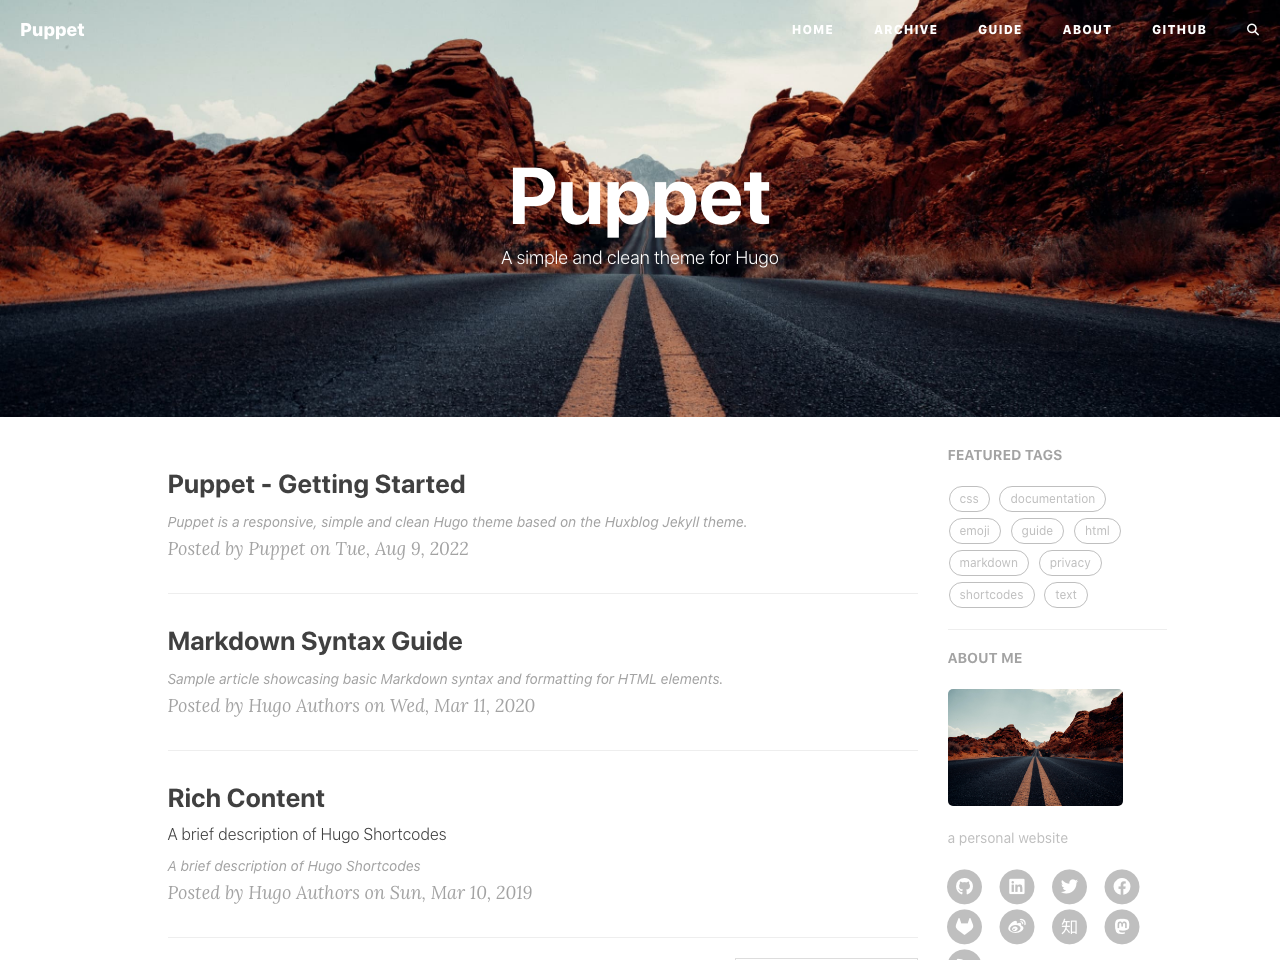 Puppet
HOME ARCHIVE GUIDE ABOUT GITHUB
Puppet
A simple and clean theme for Hugo
Puppet - Getting Started
Puppet is a responsive, simple and clean Hugo theme based on the Huxblog Jekyll theme.
Posted by Puppet on Tue, Aug 9, 2022
Markdown Syntax Guide
Sample article showcasing basic Markdown syntax and formatting for HTML elements.
Posted by Hugo Authors on Wed, Mar 11, 2020
Rich Content
A brief description of Hugo Shortcodes
A brief description of Hugo Shortcodes
Posted by Hugo Authors on Sun, Mar 10, 2019
FEATURED TAGS
css documentation
emoji guide html
markdown privacy
shortcodes text
ABOUT ME
a personal website
知